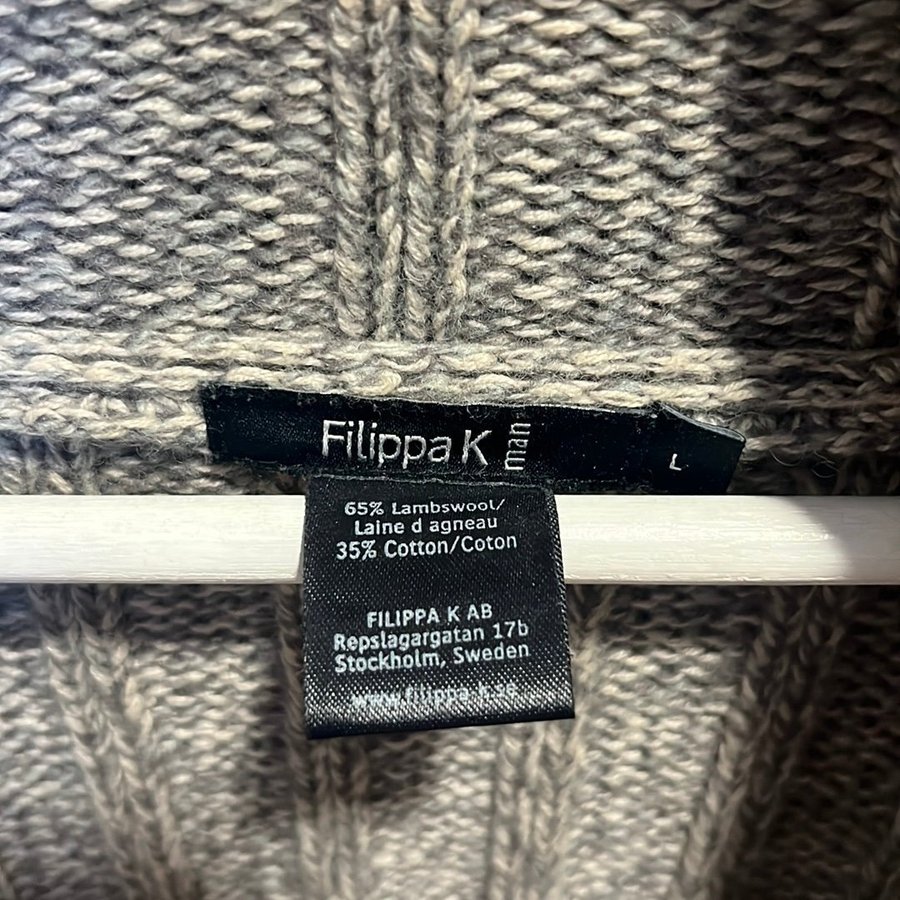 Filippa K man
L
65% Lambswool/
Laine d agneau
35% Cotton/Coton
FILIPPA K AB
Repslagargatan 17b
Stockholm, Sweden
www.filippa-k.se